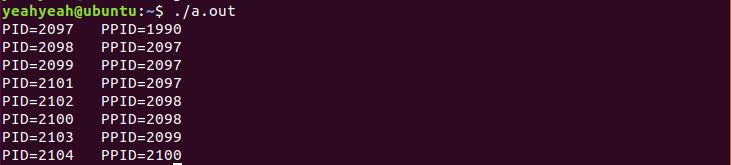 yeahyeah@ubuntu:~$ ./a.out
PID=2097   PPID=1990
PID=2098   PPID=2097
PID=2099   PPID=2097
PID=2101   PPID=2097
PID=2102   PPID=2098
PID=2100   PPID=2098
PID=2103   PPID=2099
PID=2104   PPID=2100